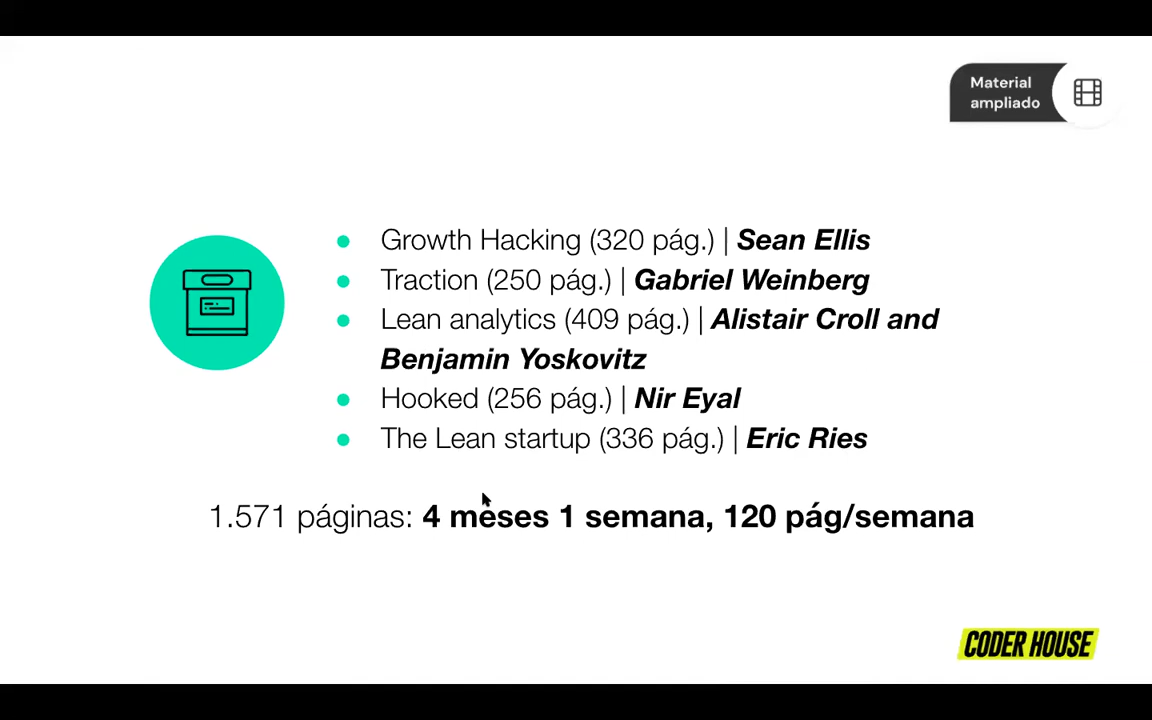 Material
ampliado
● Growth Hacking (320 pág.) | Sean Ellis
● Traction (250 pág.) | Gabriel Weinberg
● Lean analytics (409 pág.) | Alistair Croll and
Benjamin Yoskovitz
● Hooked (256 pág.) | Nir Eyal
● The Lean startup (336 pág.) | Eric Ries
1.571 páginas: 4 meses 1 semana, 120 pág/semana
CODER HOUSE